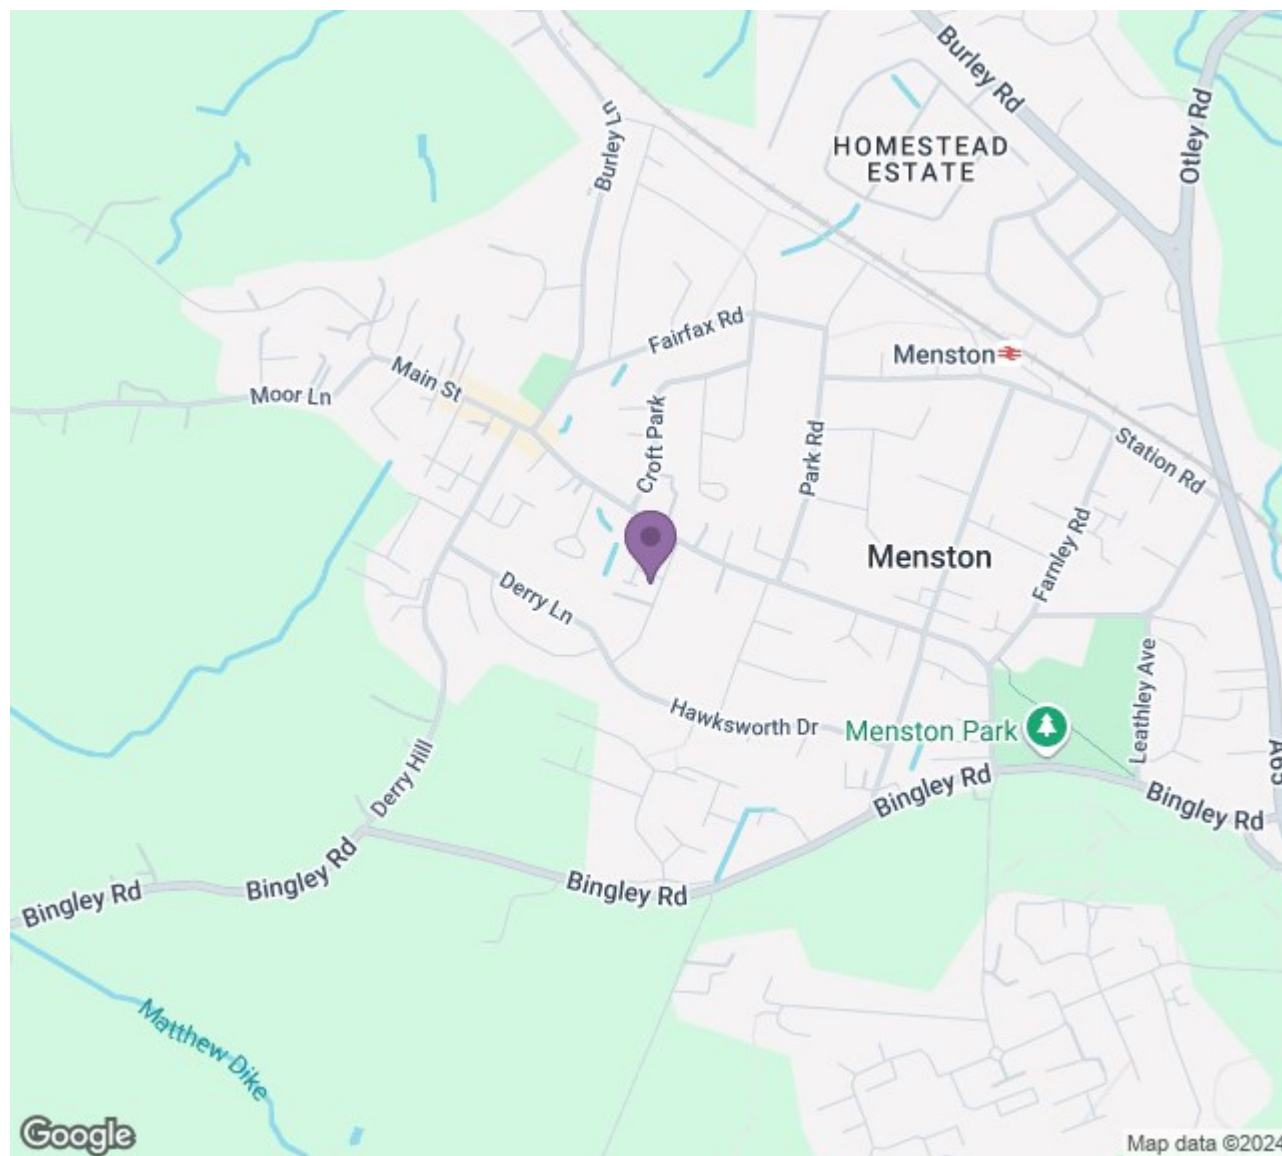 Burley Rd
Otley Rd
Burley Ln
HOMESTEAD
ESTATE
Fairfax Rd
Menston
Main St
Moor Ln
Croft Park
Park Rd
Station Rd
Farnley Rd
Menston
Derry Ln
Leathley Ave
Hawksworth Dr
Menston Park
A65
Derry Hill
Bingley Rd
Bingley Rd
Bingley Rd
Bingley Rd
Bingley Rd
Matthew Dike
Google
Map data ©2024